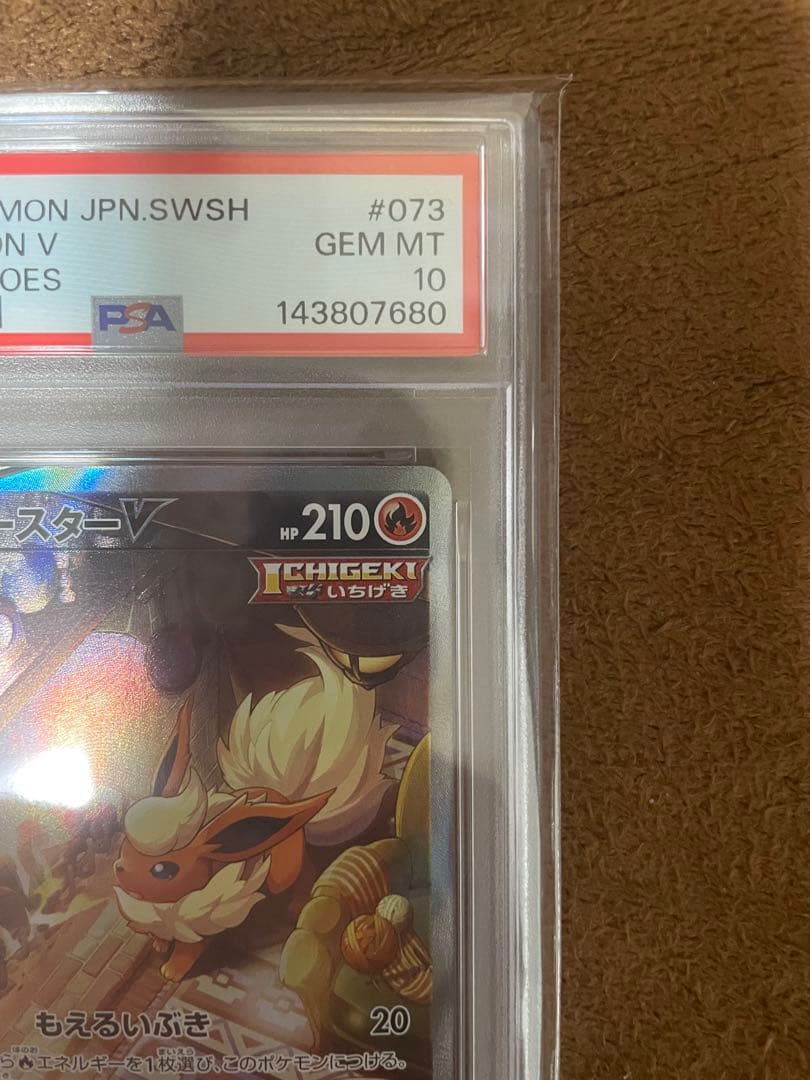 MON JPN.SWSH #073
ON V GEM MT
OES 10
PSA 143807680
ースターV HP 210
ICHIGEKI
いちげき
もえるいぶき 20
ら エネルギーを1枚選び、このポケモンにつける。